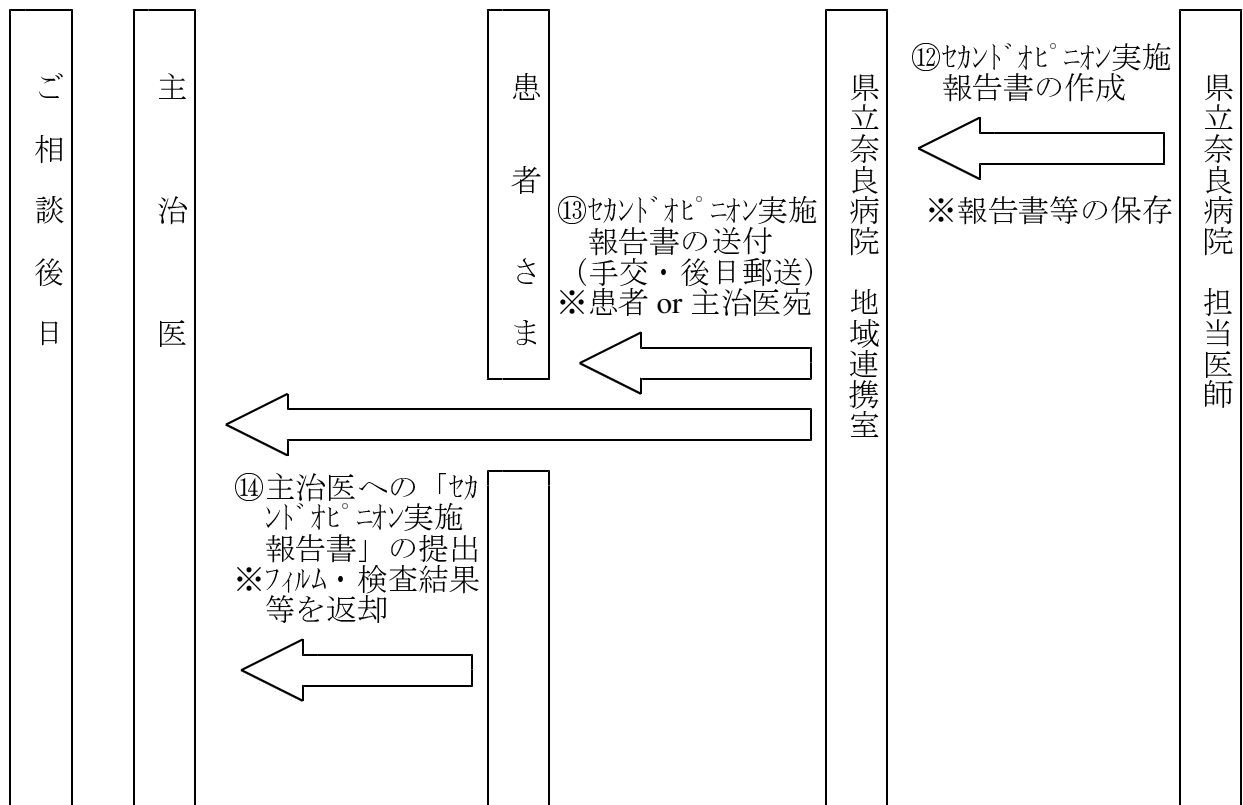 ご相談後日
主治医
患者さま
県立奈良病院 地域連携室
県立奈良病院 担当医師
⑫ｾｶﾝﾄﾞｵﾋﾟﾆｵﾝ実施
報告書の作成
※報告書等の保存
⑬ｾｶﾝﾄﾞｵﾋﾟﾆｵﾝ実施
報告書の送付
（手交・後日郵送）
※患者 or 主治医宛
⑭主治医への「ｾｶ
ﾝﾄﾞｵﾋﾟﾆｵﾝ実施
報告書」の提出
※ﾌｨﾙﾑ・検査結果
等を返却